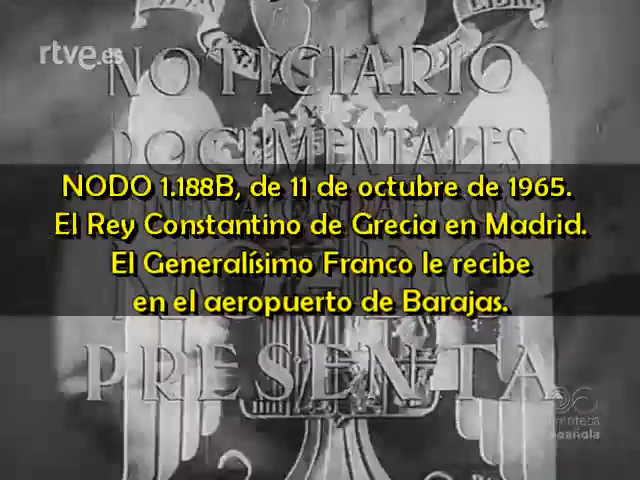 rtve.es
NOTICIARIO
DOCUMENTALES
NODO 1.188B, de 11 de octubre de 1965.
El Rey Constantino de Grecia en Madrid.
El Generalísimo Franco le recibe
en el aeropuerto de Barajas.
PRESENTA
española